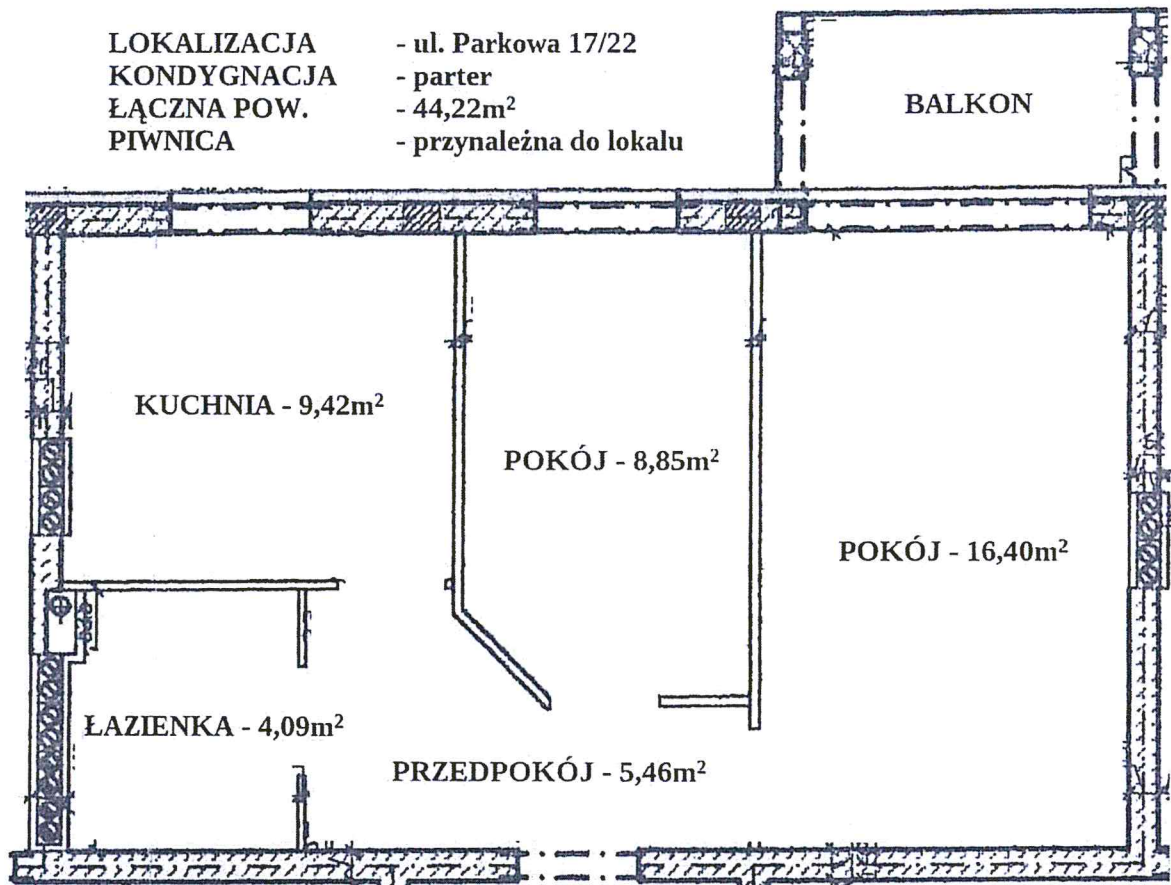 LOKALIZACJA - ul. Parkowa 17/22
KONDYGNACJA - parter
ŁĄCZNA POW. - 44,22m²
PIWNICA - przynależna do lokalu
BALKON
KUCHNIA - 9,42m²
POKÓJ - 8,85m²
POKÓJ - 16,40m²
ŁAZIENKA - 4,09m²
PRZEDPOKÓJ - 5,46m²